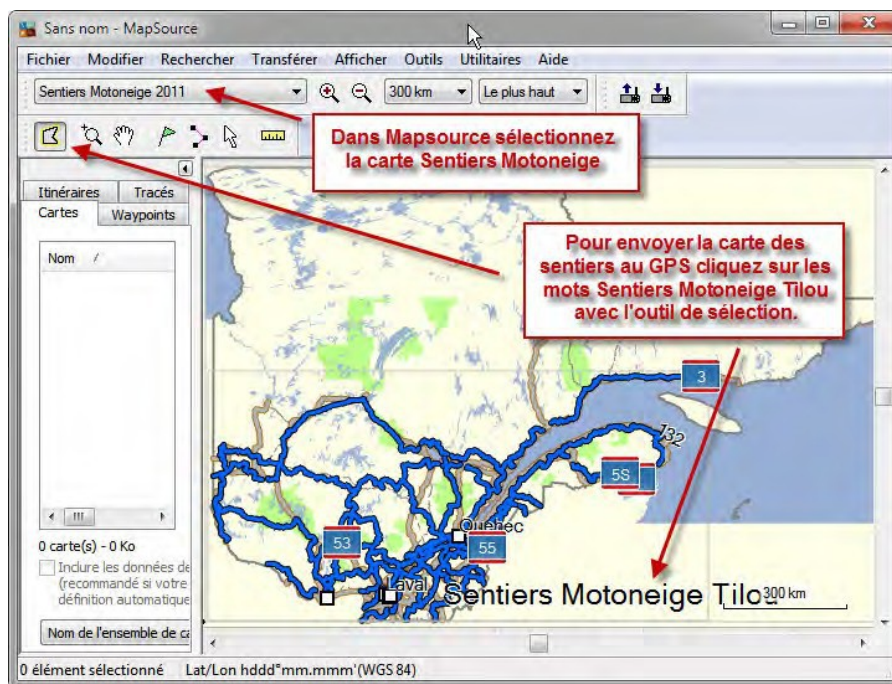 Sans nom - MapSource
Fichier Modifier Rechercher Transférer Afficher Outils Utilitaires Aide
Sentiers Motoneige 2011
300 km
Le plus haut
Dans Mapsource sélectionnez
la carte Sentiers Motoneige
Itinéraires
Tracés
Cartes
Waypoints
Nom /
Pour envoyer la carte des
sentiers au GPS cliquez sur les
mots Sentiers Motoneige Tilou
avec l'outil de sélection.
3
132
5S
Québec
53
55
Laval
Sentiers Motoneige Tilou
300 km
0 carte(s) - 0 Ko
Inclure les données de
(recommandé si votre
définition automatique
Nom de l'ensemble de ca
0 élément sélectionné
Lat/Lon hddd°mm.mmm'(WGS 84)